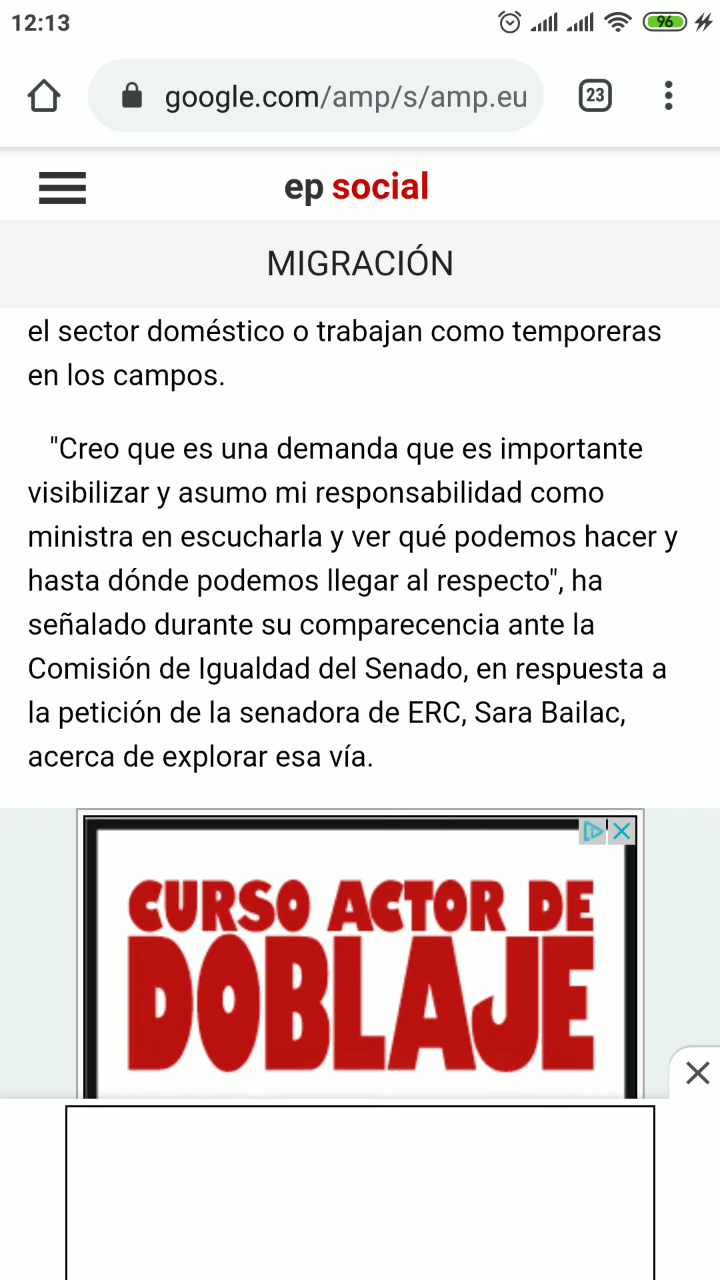 12:13
96
google.com/amp/s/amp.eu
23
ep social
MIGRACIÓN
el sector doméstico o trabajan como temporeras
en los campos.
"Creo que es una demanda que es importante
visibilizar y asumo mi responsabilidad como
ministra en escucharla y ver qué podemos hacer y
hasta dónde podemos llegar al respecto", ha
señalado durante su comparecencia ante la
Comisión de Igualdad del Senado, en respuesta a
la petición de la senadora de ERC, Sara Bailac,
acerca de explorar esa vía.
CURSO ACTOR DE
DOBLAJE